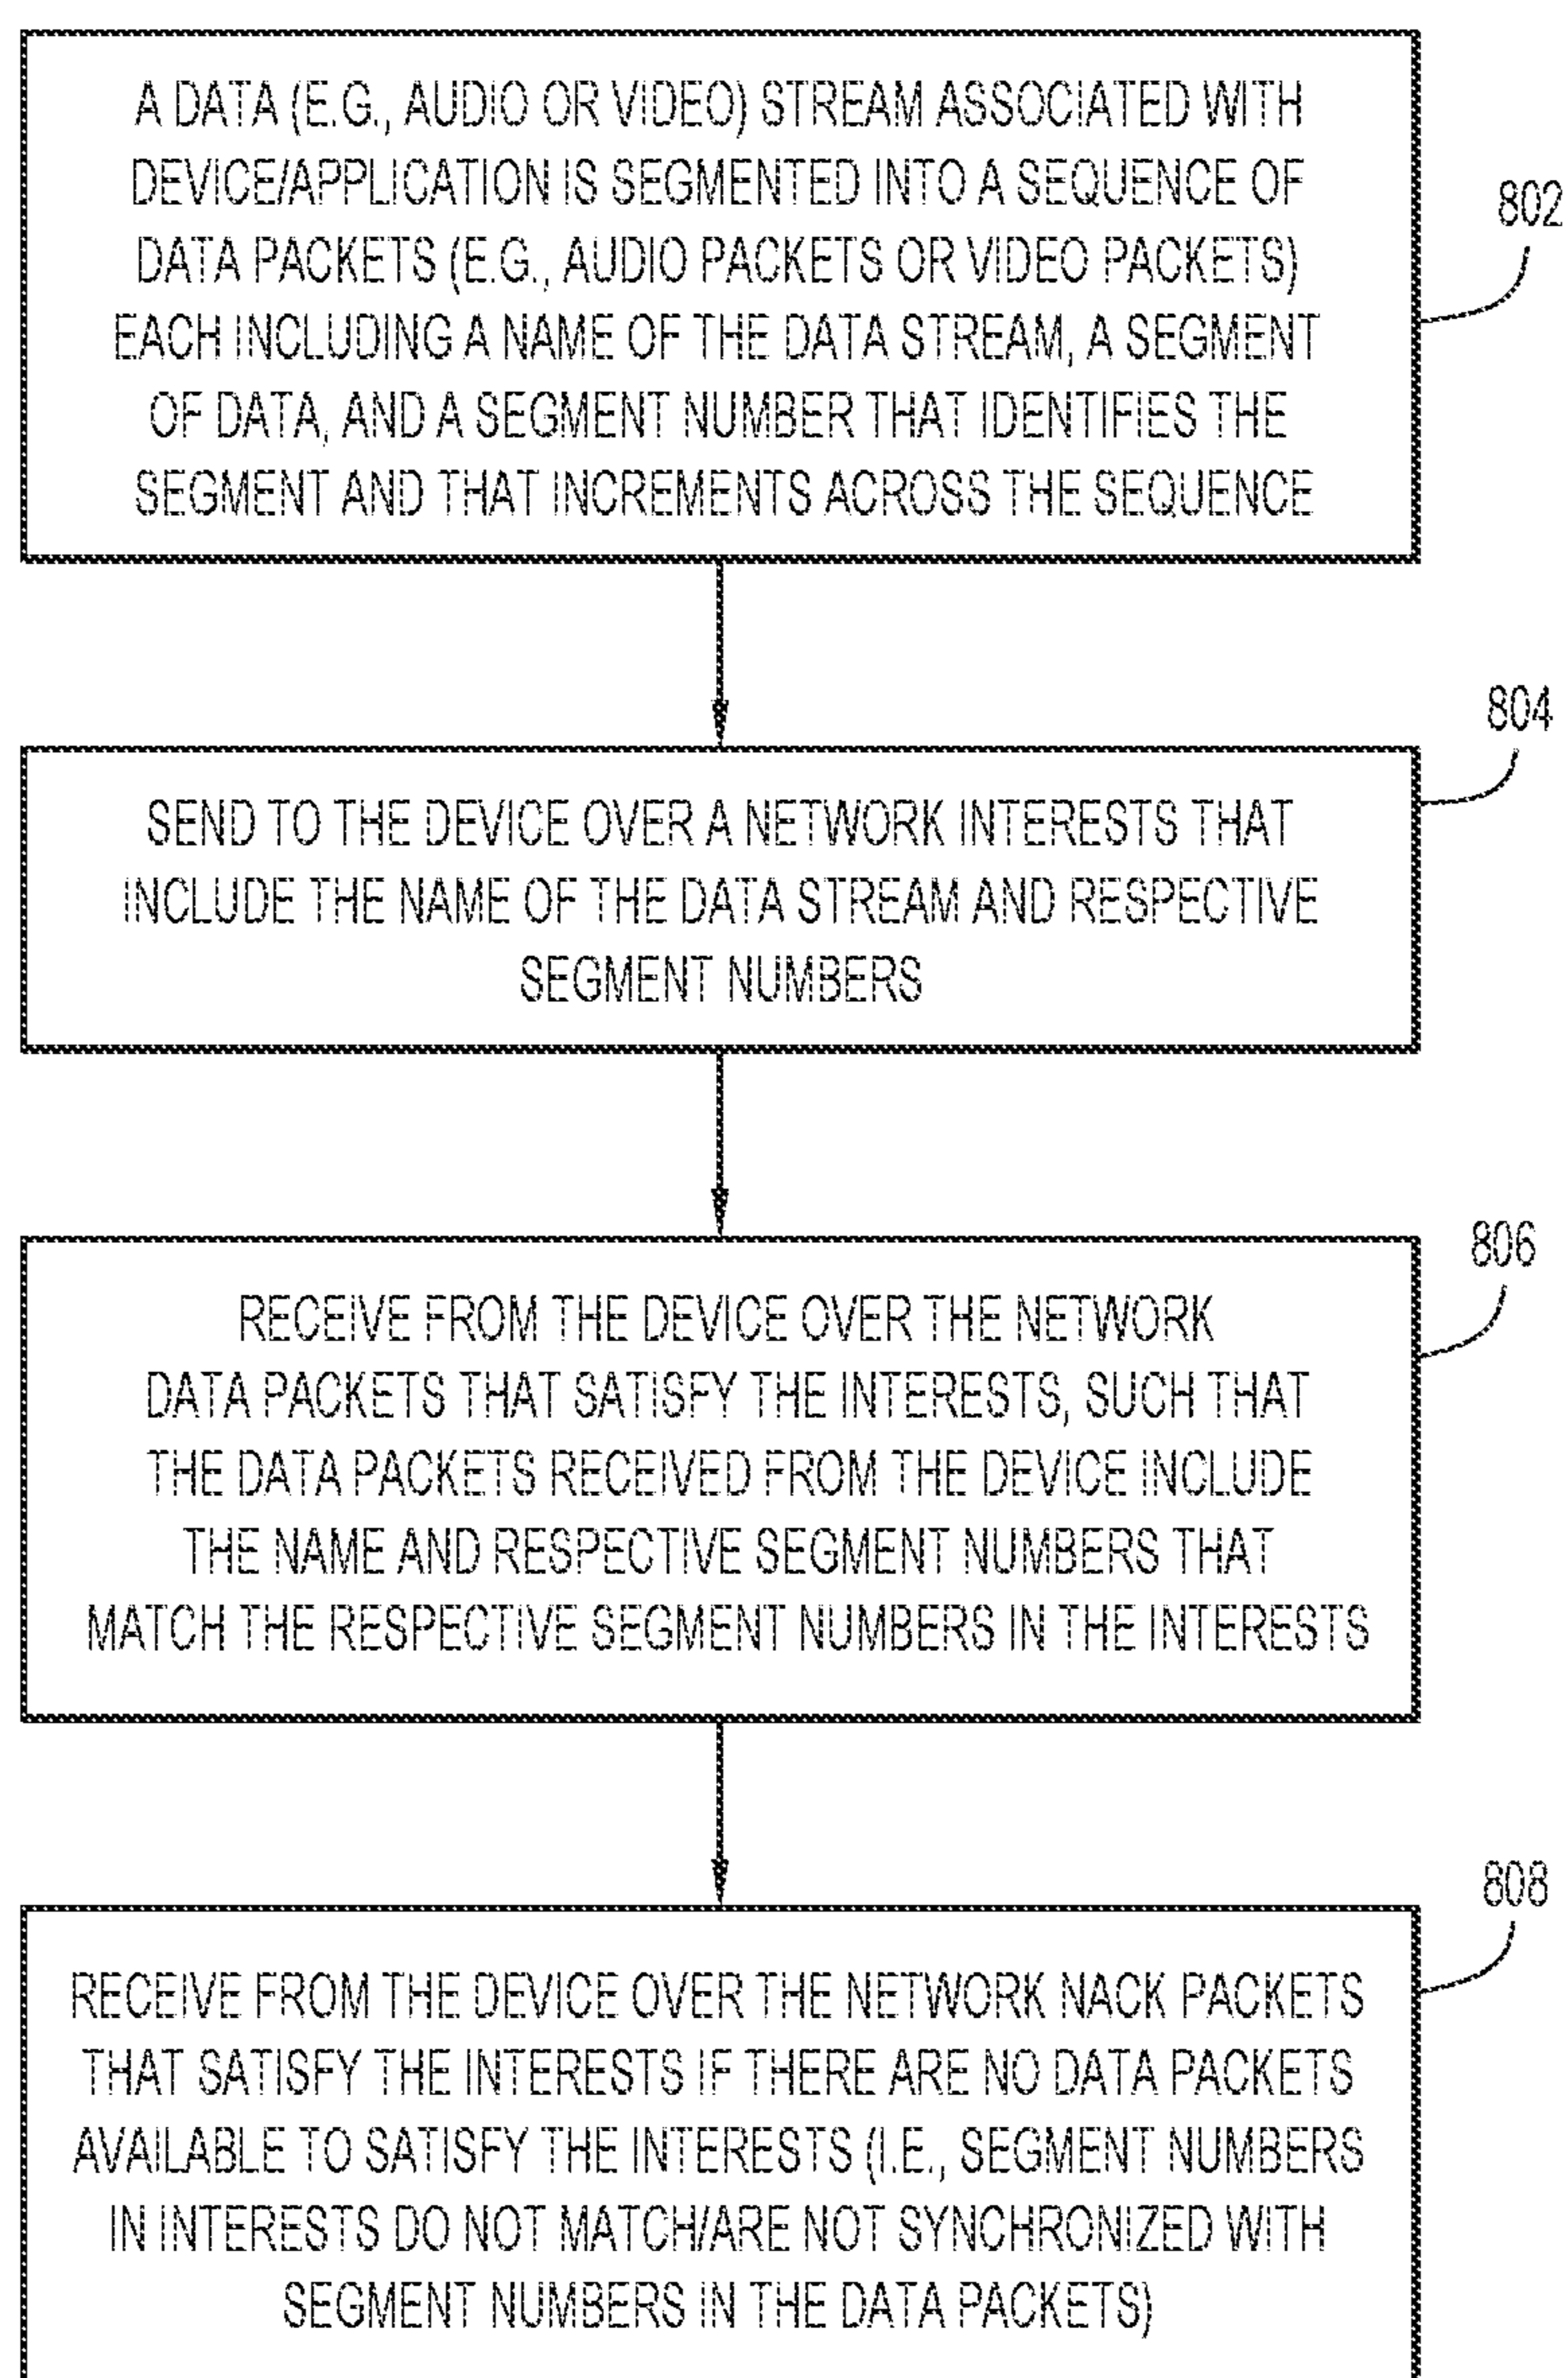 A DATA (E.G., AUDIO OR VIDEO) STREAM ASSOCIATED WITH
DEVICE/APPLICATION IS SEGMENTED INTO A SEQUENCE OF
DATA PACKETS (E.G., AUDIO PACKETS OR VIDEO PACKETS)
EACH INCLUDING A NAME OF THE DATA STREAM, A SEGMENT
OF DATA, AND A SEGMENT NUMBER THAT IDENTIFIES THE
SEGMENT AND THAT INCREMENTS ACROSS THE SEQUENCE
802
804
SEND TO THE DEVICE OVER A NETWORK INTERESTS THAT
INCLUDE THE NAME OF THE DATA STREAM AND RESPECTIVE
SEGMENT NUMBERS
806
RECEIVE FROM THE DEVICE OVER THE NETWORK
DATA PACKETS THAT SATISFY THE INTERESTS, SUCH THAT
THE DATA PACKETS RECEIVED FROM THE DEVICE INCLUDE
THE NAME AND RESPECTIVE SEGMENT NUMBERS THAT
MATCH THE RESPECTIVE SEGMENT NUMBERS IN THE INTERESTS
808
RECEIVE FROM THE DEVICE OVER THE NETWORK NACK PACKETS
THAT SATISFY THE INTERESTS IF THERE ARE NO DATA PACKETS
AVAILABLE TO SATISFY THE INTERESTS (I.E., SEGMENT NUMBERS
IN INTERESTS DO NOT MATCH/ARE NOT SYNCHRONIZED WITH
SEGMENT NUMBERS IN THE DATA PACKETS)